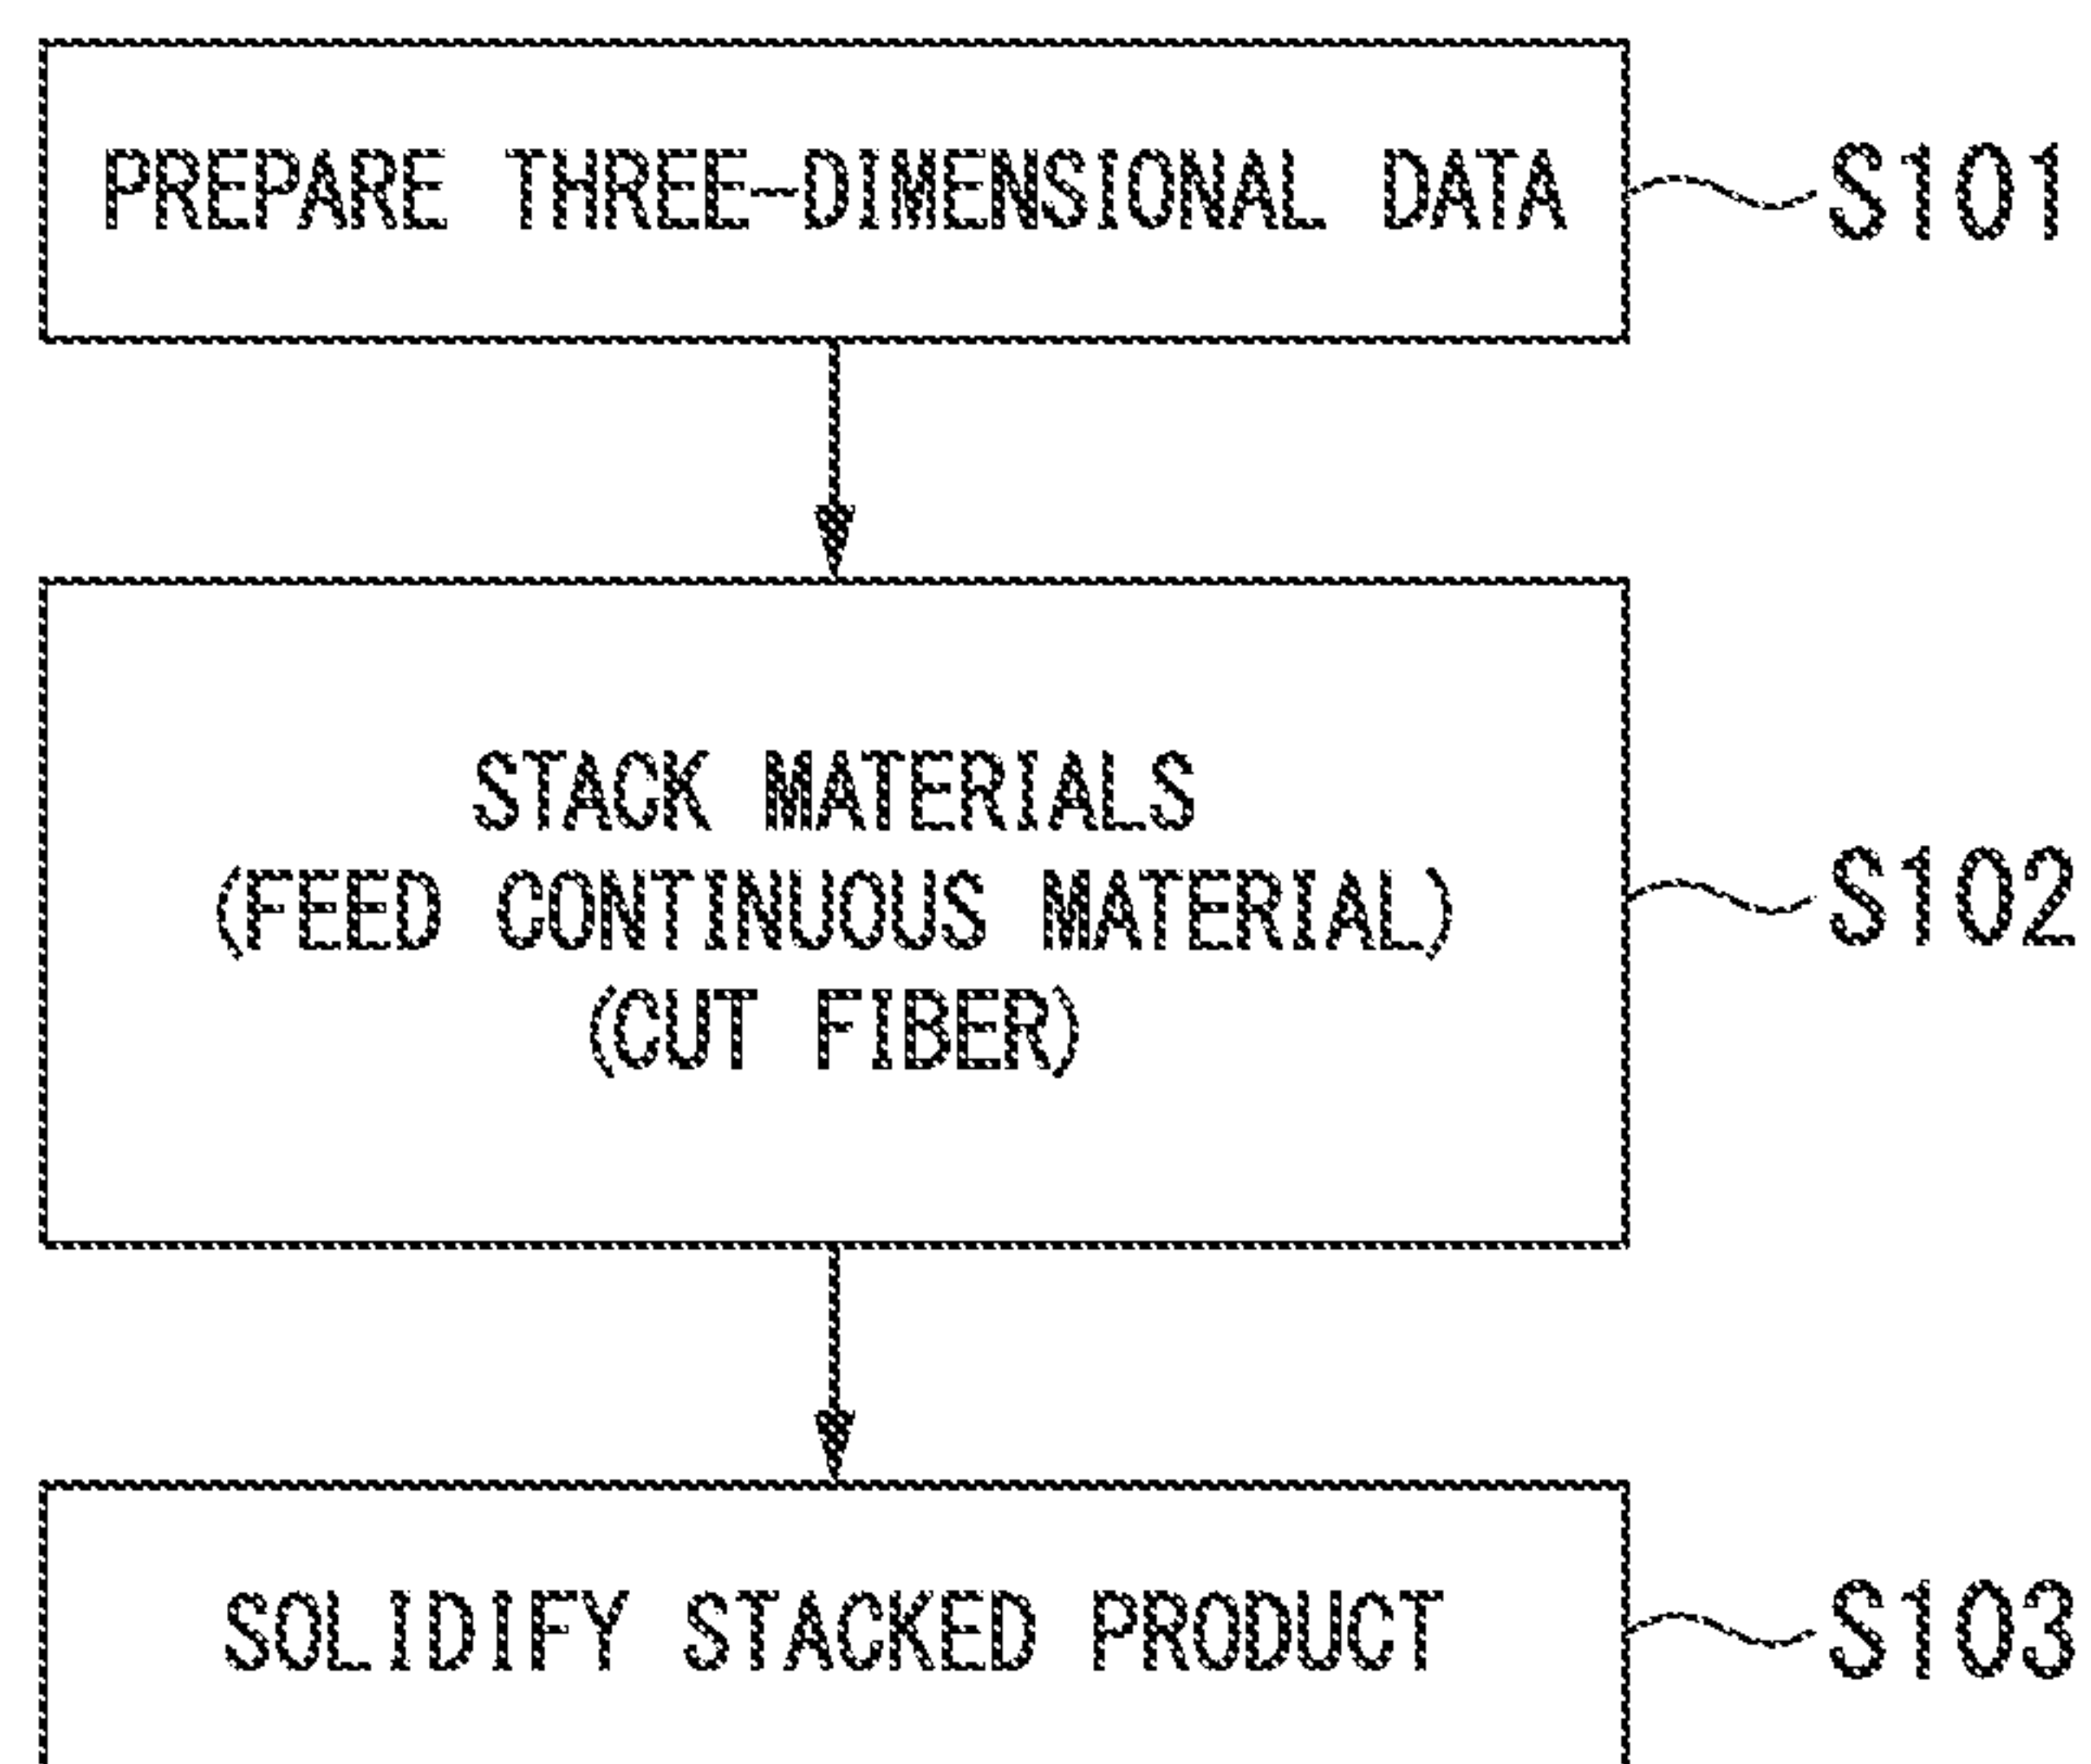 PREPARE THREE-DIMENSIONAL DATA
S101
STACK MATERIALS
(FEED CONTINUOUS MATERIAL)
(CUT FIBER)
S102
SOLIDIFY STACKED PRODUCT
S103